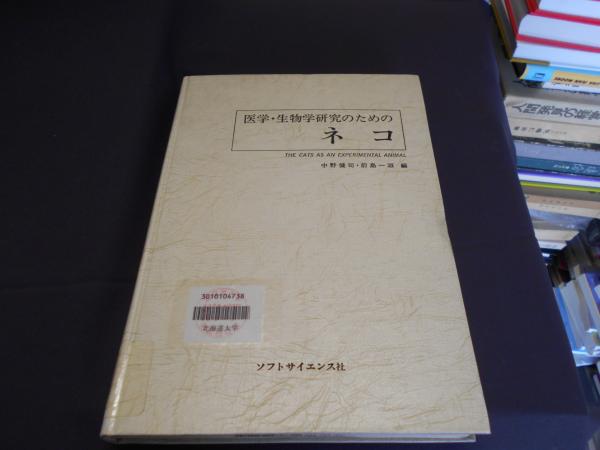 医学・生物学研究のための
ネコ
THE CATS AS AN EXPERIMENTAL ANIMAL
中野健司・前島一淑 編
3010104738
北海道大学
ソフトサイエンス社